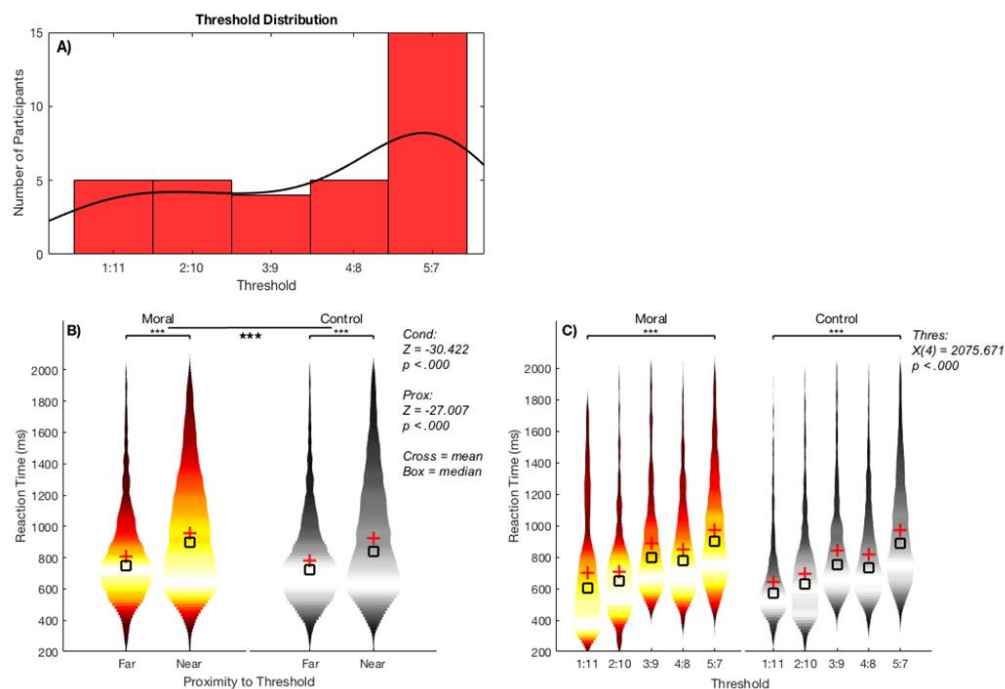 Threshold Distribution
A)
15
10
5
0
Number of Participants
1:11 2:10 3:9 4:8 5:7
Threshold
B)
Moral Control
*** *** ***
Cond:
Z = -30.422
p < .000
Prox:
Z = -27.007
p < .000
Cross = mean
Box = median
2000
1800
1600
1400
1200
1000
800
600
400
200
Reaction Time (ms)
Far Near Far Near
Proximity to Threshold
C)
Moral Control
*** ***
Thres:
X(4) = 2075.671
p < .000
2000
1800
1600
1400
1200
1000
800
600
400
200
Reaction Time (ms)
1:11 2:10 3:9 4:8 5:7 1:11 2:10 3:9 4:8 5:7
Threshold